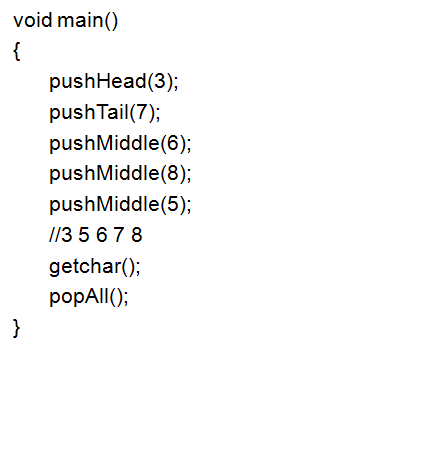 void main()
{
pushHead(3);
pushTail(7);
pushMiddle(6);
pushMiddle(8);
pushMiddle(5);
//3 5 6 7 8
getchar();
popAll();
}